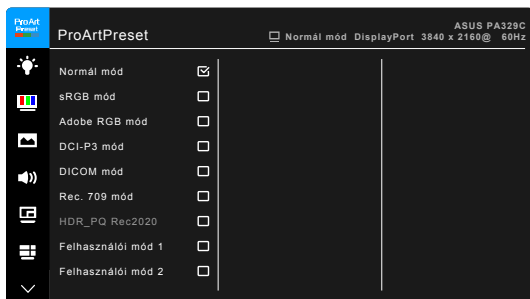 ProArt
Preset
ProArtPreset
ASUS PA329C
Normál mód DisplayPort 3840 x 2160@ 60Hz
Normál mód
sRGB mód
Adobe RGB mód
DCI-P3 mód
DICOM mód
Rec. 709 mód
HDR_PQ Rec2020
Felhasználói mód 1
Felhasználói mód 2